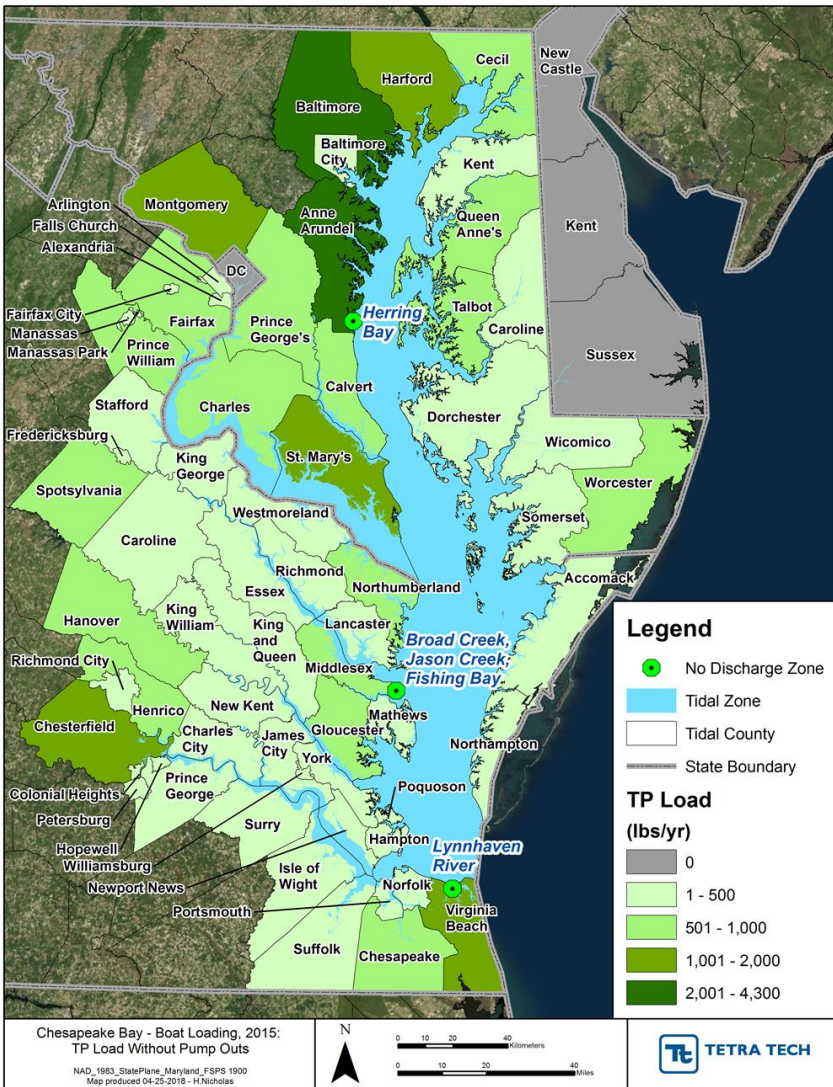 Harford
Cecil
New
Castle
Baltimore
Baltimore
City
Kent
Arlington
Falls Church
Alexandria
Montgomery
Anne
Arundel
Queen
Anne's
Kent
DC
Fairfax City
Manassas
Manassas Park
Fairfax
Prince
George's
Herring
Bay
Talbot
Caroline
Sussex
Prince
William
Calvert
Stafford
Charles
Dorchester
Fredericksburg
Wicomico
King
George
St. Mary's
Spotsylvania
Worcester
Westmoreland
Somerset
Caroline
Richmond
Accomack
Essex
Northumberland
Hanover
King
William
King
and
Queen
Lancaster
Broad Creek,
Jason Creek,
Fishing Bay
Richmond City
Middlesex
Henrico
New Kent
Mathews
Chesterfield
Gloucester
Charles
City
James
City
York
Northampton
Colonial Heights
Prince
George
Poquoson
Petersburg
Hopewell
Surry
Williamsburg
Hampton
Lynnhaven
River
Newport News
Isle of
Wight
Norfolk
Portsmouth
Virginia
Beach
Suffolk
Chesapeake
Legend
No Discharge Zone
Tidal Zone
Tidal County
State Boundary
TP Load
(lbs/yr)
0
1 - 500
501 - 1,000
1,001 - 2,000
2,001 - 4,300
Chesapeake Bay - Boat Loading, 2015:
TP Load Without Pump Outs
NAD_1983_StatePlane_Maryland_FSPS 1900
Map produced 04-25-2018 - H.Nicholas
N
0 10 20 40
Kilometers
0 10 20 40
Miles
Tt TETRA TECH